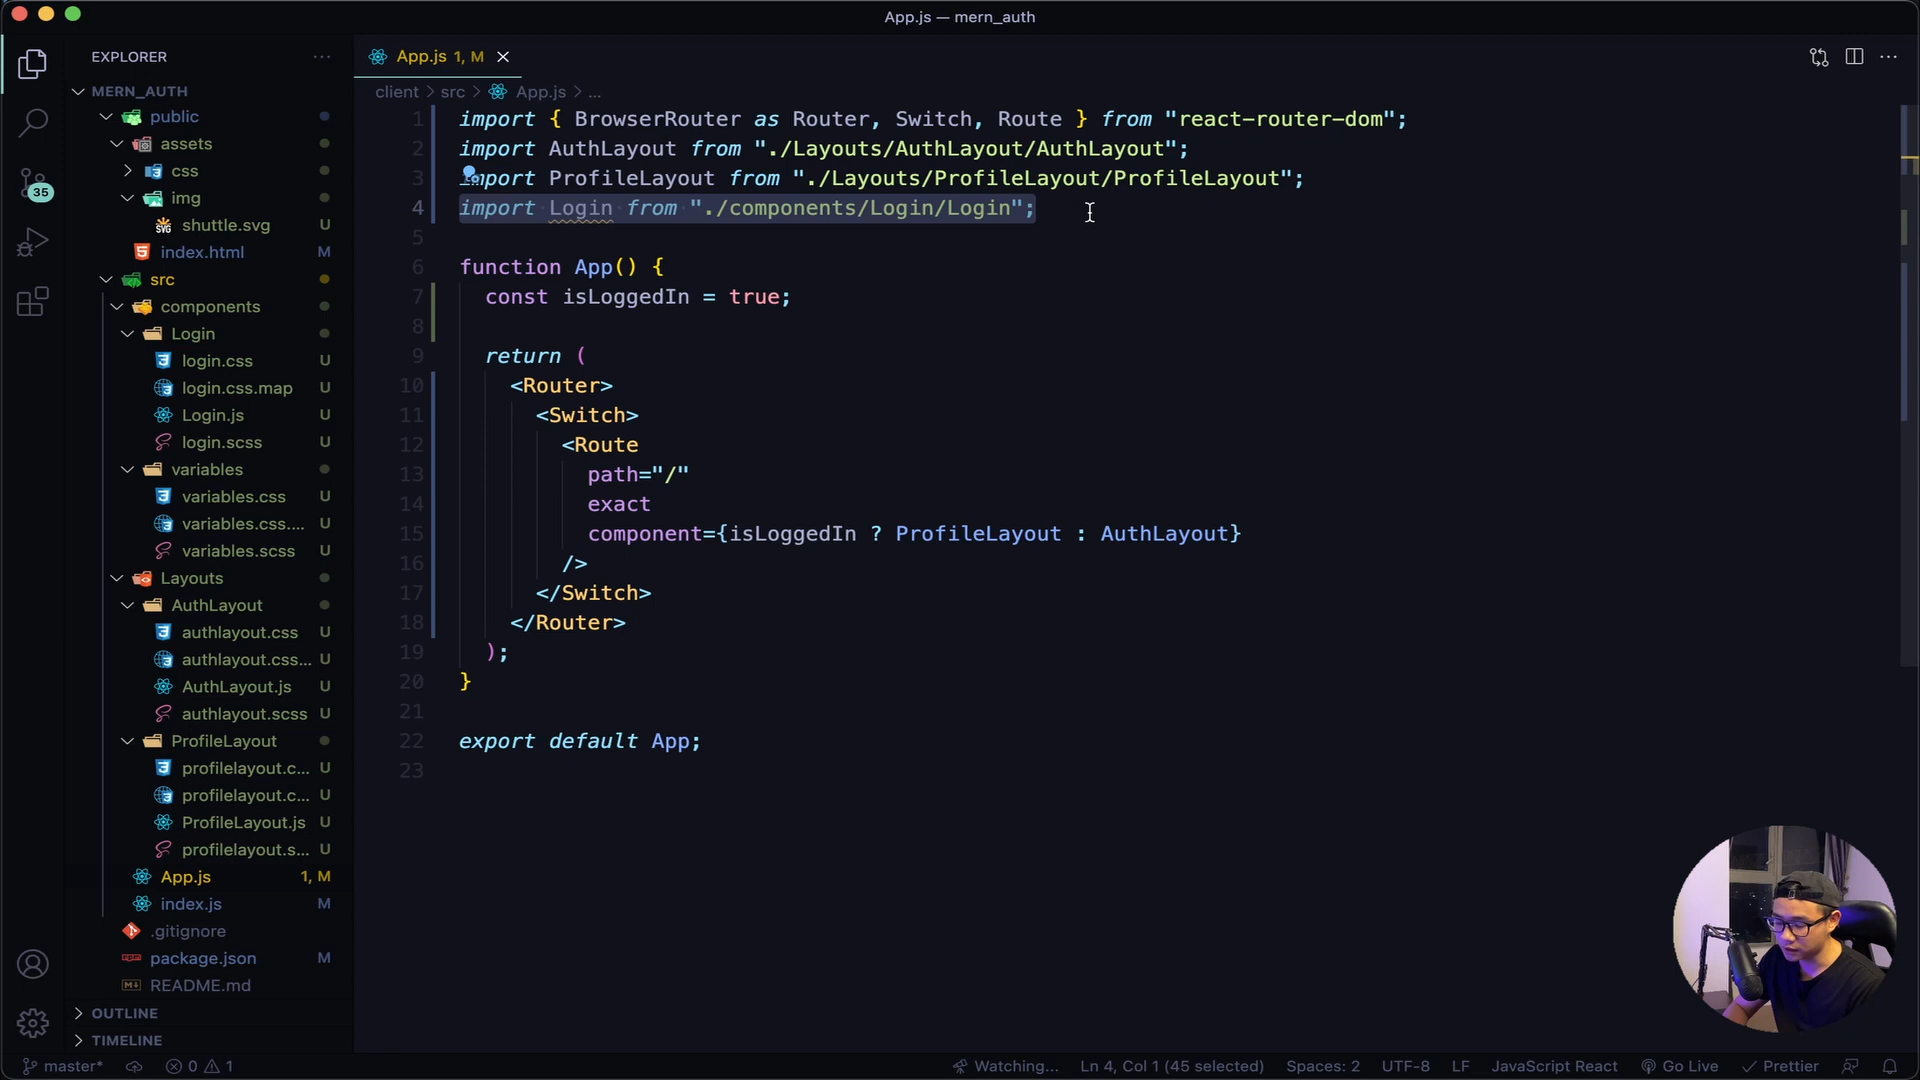 App.js — mern_auth
EXPLORER
MERN_AUTH
public
assets
css
img
shuttle.svg U
index.html M
src
components
Login
login.css U
login.css.map U
Login.js U
login.scss U
variables
variables.css U
variables.css.... U
variables.scss U
Layouts
AuthLayout
authlayout.css U
authlayout.css... U
AuthLayout.js U
authlayout.scss U
ProfileLayout
profilelayout.c... U
profilelayout.c... U
ProfileLayout.js U
profilelayout.s... U
App.js 1, M
index.js M
.gitignore
package.json M
README.md
OUTLINE
TIMELINE
35
App.js 1, M
client > src > App.js > ...
1 import { BrowserRouter as Router, Switch, Route } from "react-router-dom";
2 import AuthLayout from "./Layouts/AuthLayout/AuthLayout";
3 import ProfileLayout from "./Layouts/ProfileLayout/ProfileLayout";
4 import Login from "./components/Login/Login";
5
6 function App() {
7 const isLoggedIn = true;
8
9 return (
10 <Router>
11 <Switch>
12 <Route
13 path="/"
14 exact
15 component={isLoggedIn ? ProfileLayout : AuthLayout}
16 />
17 </Switch>
18 </Router>
19 );
20 }
21
22 export default App;
23
master* 0 1 Watching... Ln 4, Col 1 (45 selected) Spaces: 2 UTF-8 LF JavaScript React Go Live Prettier